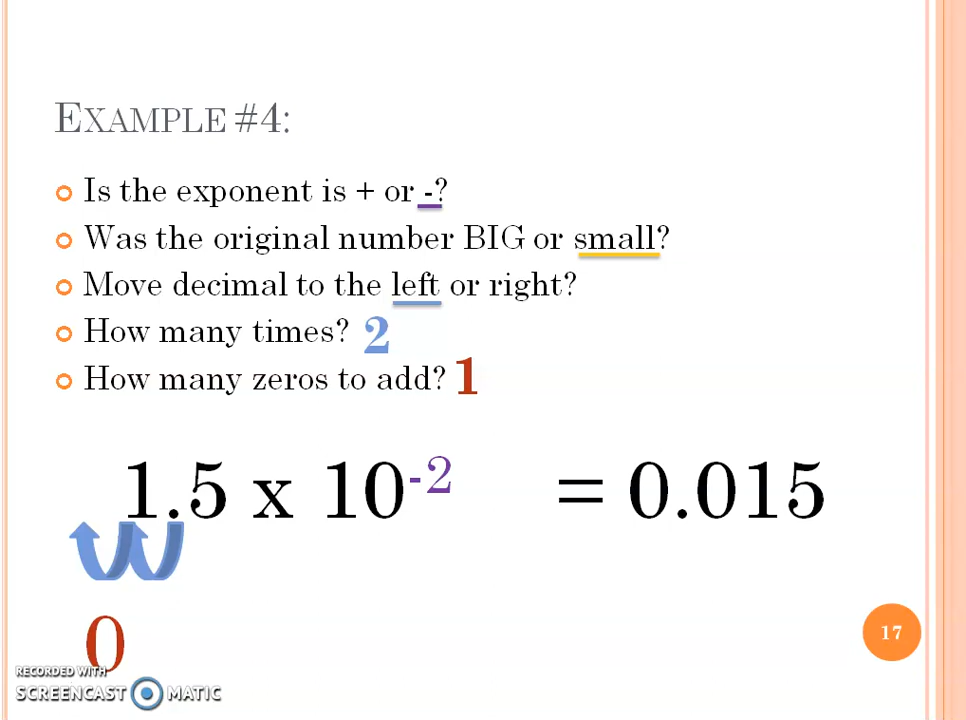 EXAMPLE #4:
Is the exponent is + or -?
Was the original number BIG or small?
Move decimal to the left or right?
How many times? 2
How many zeros to add? 1
1.5 x 10⁻² = 0.015
0
17
RECORDED WITH
SCREENCAST MATIC